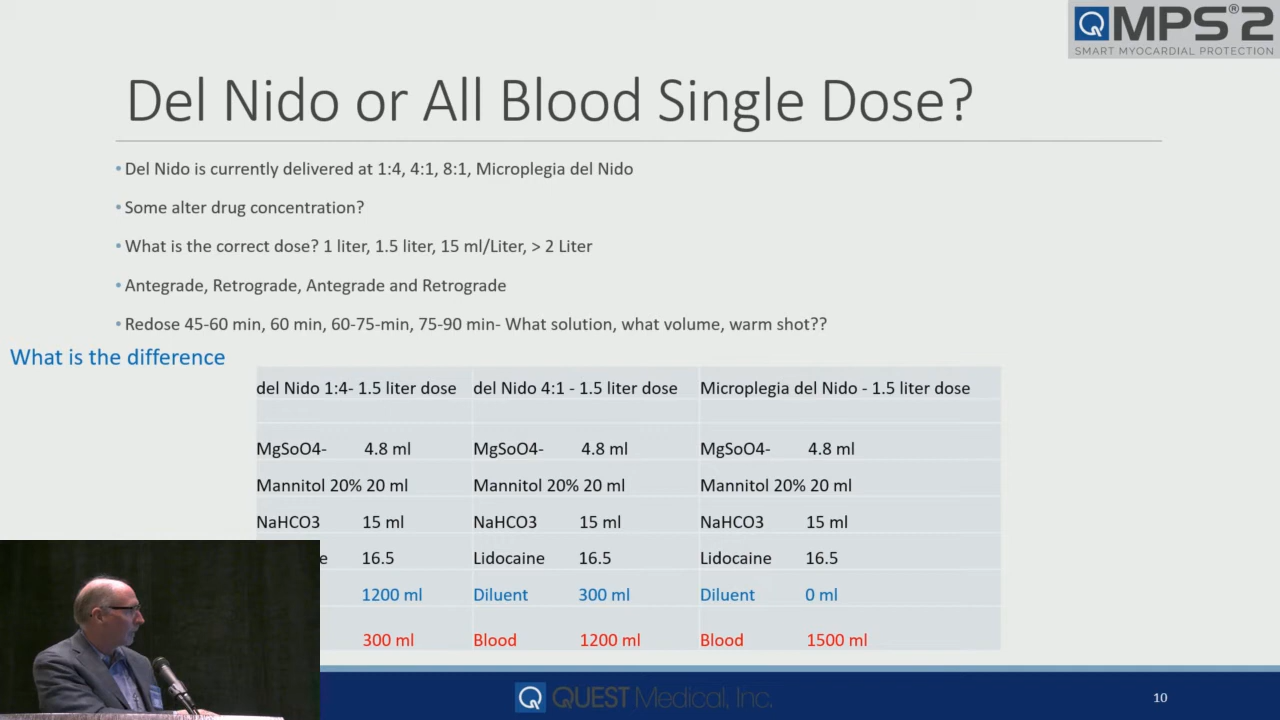 QMPS®2
SMART MYOCARDIAL PROTECTION
Del Nido or All Blood Single Dose?
• Del Nido is currently delivered at 1:4, 4:1, 8:1, Microplegia del Nido
• Some alter drug concentration?
• What is the correct dose? 1 liter, 1.5 liter, 15 ml/Liter, > 2 Liter
• Antegrade, Retrograde, Antegrade and Retrograde
• Redose 45-60 min, 60 min, 60-75-min, 75-90 min- What solution, what volume, warm shot??
What is the difference
del Nido 1:4- 1.5 liter dose del Nido 4:1 - 1.5 liter dose Microplegia del Nido - 1.5 liter dose
MgSoO4- 4.8 ml MgSoO4- 4.8 ml MgSoO4- 4.8 ml
Mannitol 20% 20 ml Mannitol 20% 20 ml Mannitol 20% 20 ml
NaHCO3 15 ml NaHCO3 15 ml NaHCO3 15 ml
e 16.5 Lidocaine 16.5 Lidocaine 16.5
1200 ml Diluent 300 ml Diluent 0 ml
300 ml Blood 1200 ml Blood 1500 ml
Q QUEST Medical, Inc.
10